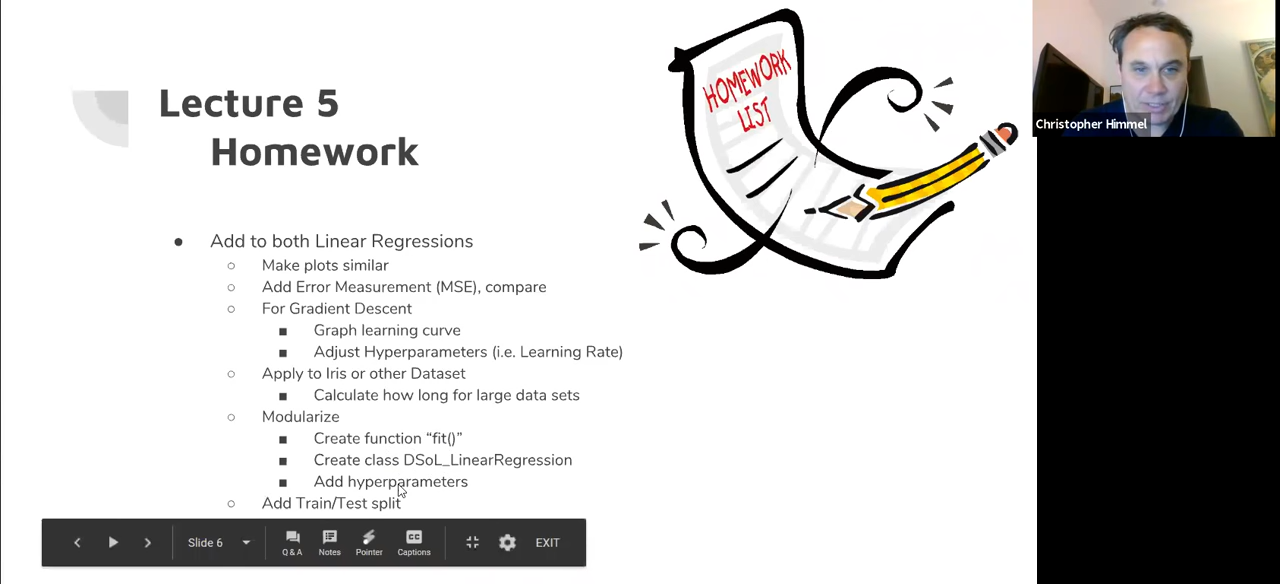 Lecture 5
Homework
HOMEWORK
LIST
Christopher Himmel
● Add to both Linear Regressions
○ Make plots similar
○ Add Error Measurement (MSE), compare
○ For Gradient Descent
■ Graph learning curve
■ Adjust Hyperparameters (i.e. Learning Rate)
○ Apply to Iris or other Dataset
■ Calculate how long for large data sets
○ Modularize
■ Create function “fit()”
■ Create class DSoL_LinearRegression
■ Add hyperparameters
○ Add Train/Test split
Slide 6
Q & A
Notes
Pointer
CC
Captions
EXIT